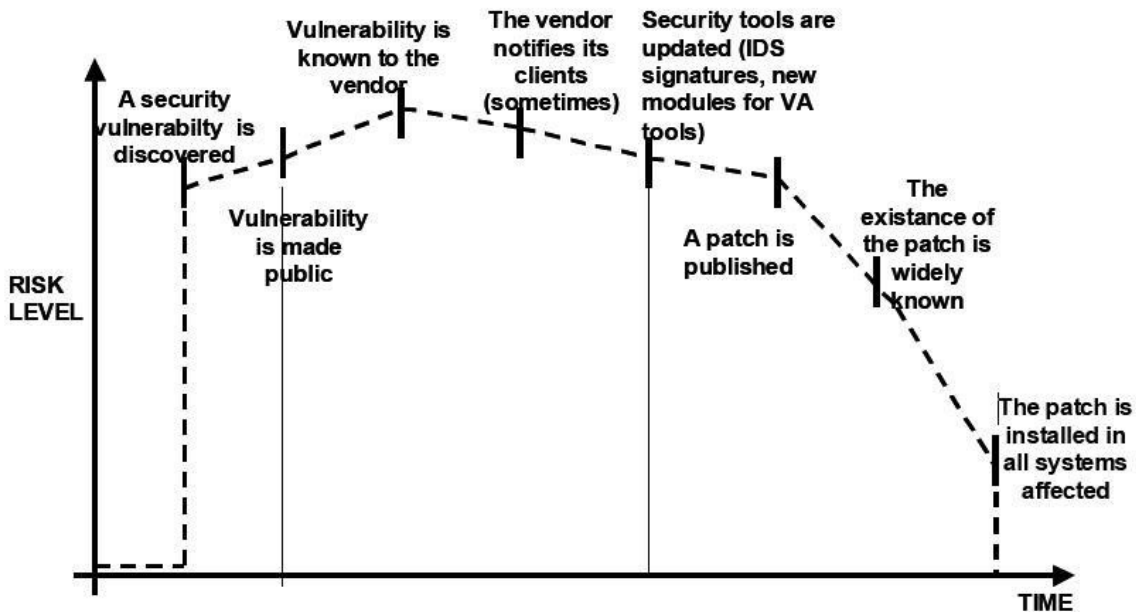 A security
vulnerabilty is
discovered
Vulnerability is
known to the
vendor
The vendor
notifies its
clients
(sometimes)
Security tools are
updated (IDS
signatures, new
modules for VA
tools)
Vulnerability
is made
public
A patch is
published
The
existance of
the patch is
widely
known
The patch is
installed in
all systems
affected
RISK
LEVEL
TIME